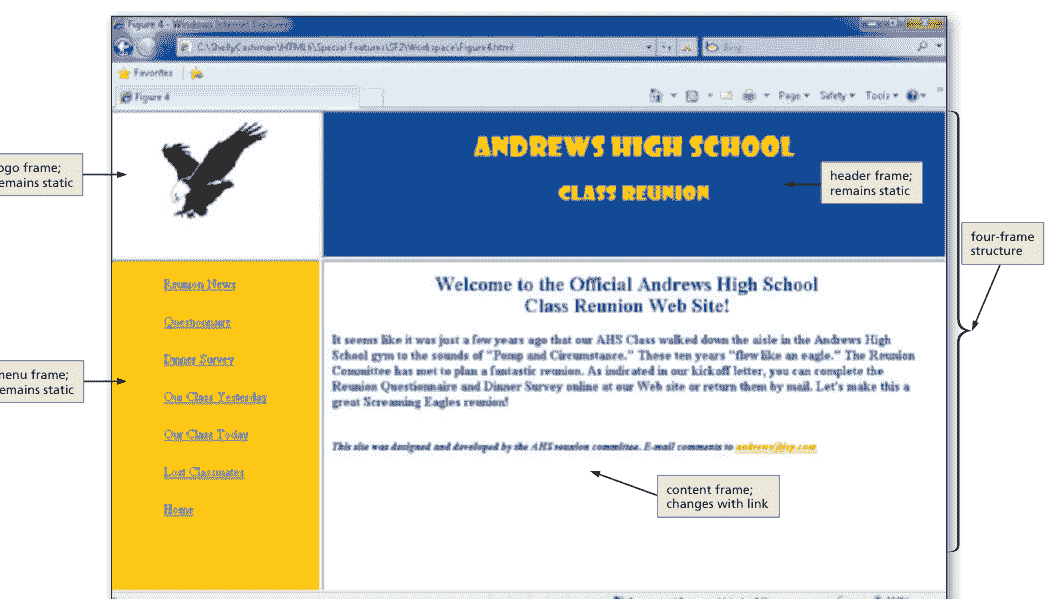 Figure 4 - Windows Internet Explorer
C:\ShellyCashman\HTML6\Special Features\SF2\Workspace\Figure4.html
Bing
Favorites
Figure 4
Page Safety Tools
ogo frame;
emains static
ANDREWS HIGH SCHOOL
CLASS REUNION
header frame;
remains static
four-frame
structure
Reunion News
Questionnaire
Dinner Survey
Our Class Yesterday
Our Class Today
Lost Classmates
Home
menu frame;
emains static
Welcome to the Official Andrews High School
Class Reunion Web Site!
It seems like it was just a few years ago that our AHS Class walked down the aisle in the Andrews High
School gym to the sounds of "Pomp and Circumstance." These ten years "flew like an eagle." The Reunion
Committee has met to plan a fantastic reunion. As indicated in our kickoff letter, you can complete the
Reunion Questionnaire and Dinner Survey online at our Web site or return them by mail. Let's make this a
great Screaming Eagles reunion!
This site was designed and developed by the AHS reunion committee. E-mail comments to
content frame;
changes with link